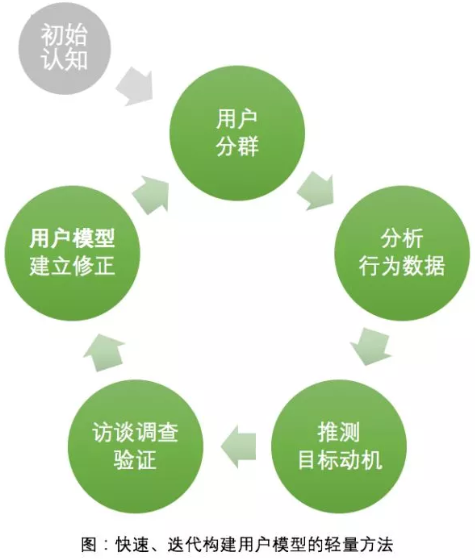 初始
认知
用户
分群
分析
行为数据
推测
目标动机
访谈调查
验证
用户模型
建立修正
图：快速、迭代构建用户模型的轻量方法